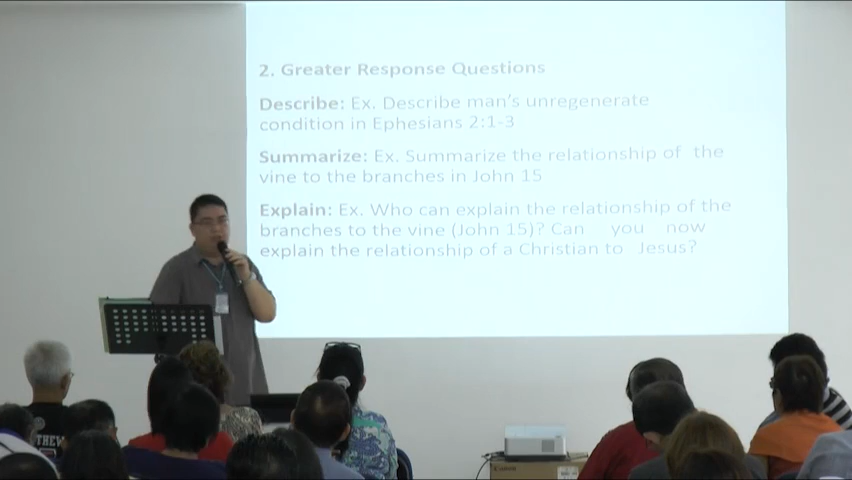 2. Greater Response Questions
Describe: Ex. Describe man's unregenerate
condition in Ephesians 2:1-3
Summarize: Ex. Summarize the relationship of the
vine to the branches in John 15
Explain: Ex. Who can explain the relationship of the
branches to the vine (John 15)? Can you now
explain the relationship of a Christian to Jesus?
THEW
Canon